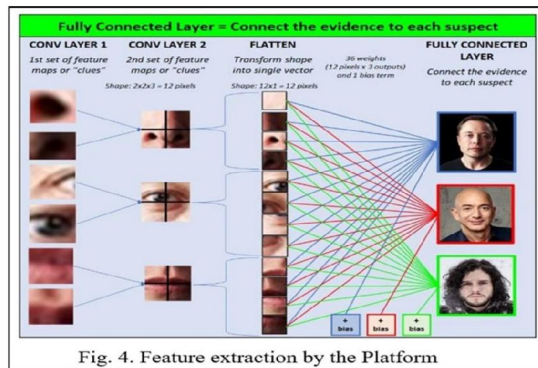 Fully Connected Layer = Connect the evidence to each suspect
CONV LAYER 1
1st set of feature
maps or "clues"
CONV LAYER 2
2nd set of feature
maps or "clues"
Shape: 2x2x3 = 12 pixels
FLATTEN
Transform shape
into single vector
Shape: 12x1 = 12 pixels
36 weights
(12 pixels x 3 outputs)
and 1 bias term
FULLY CONNECTED
LAYER
Connect the evidence
to each suspect
+
bias
+
bias
+
bias
Fig. 4. Feature extraction by the Platform